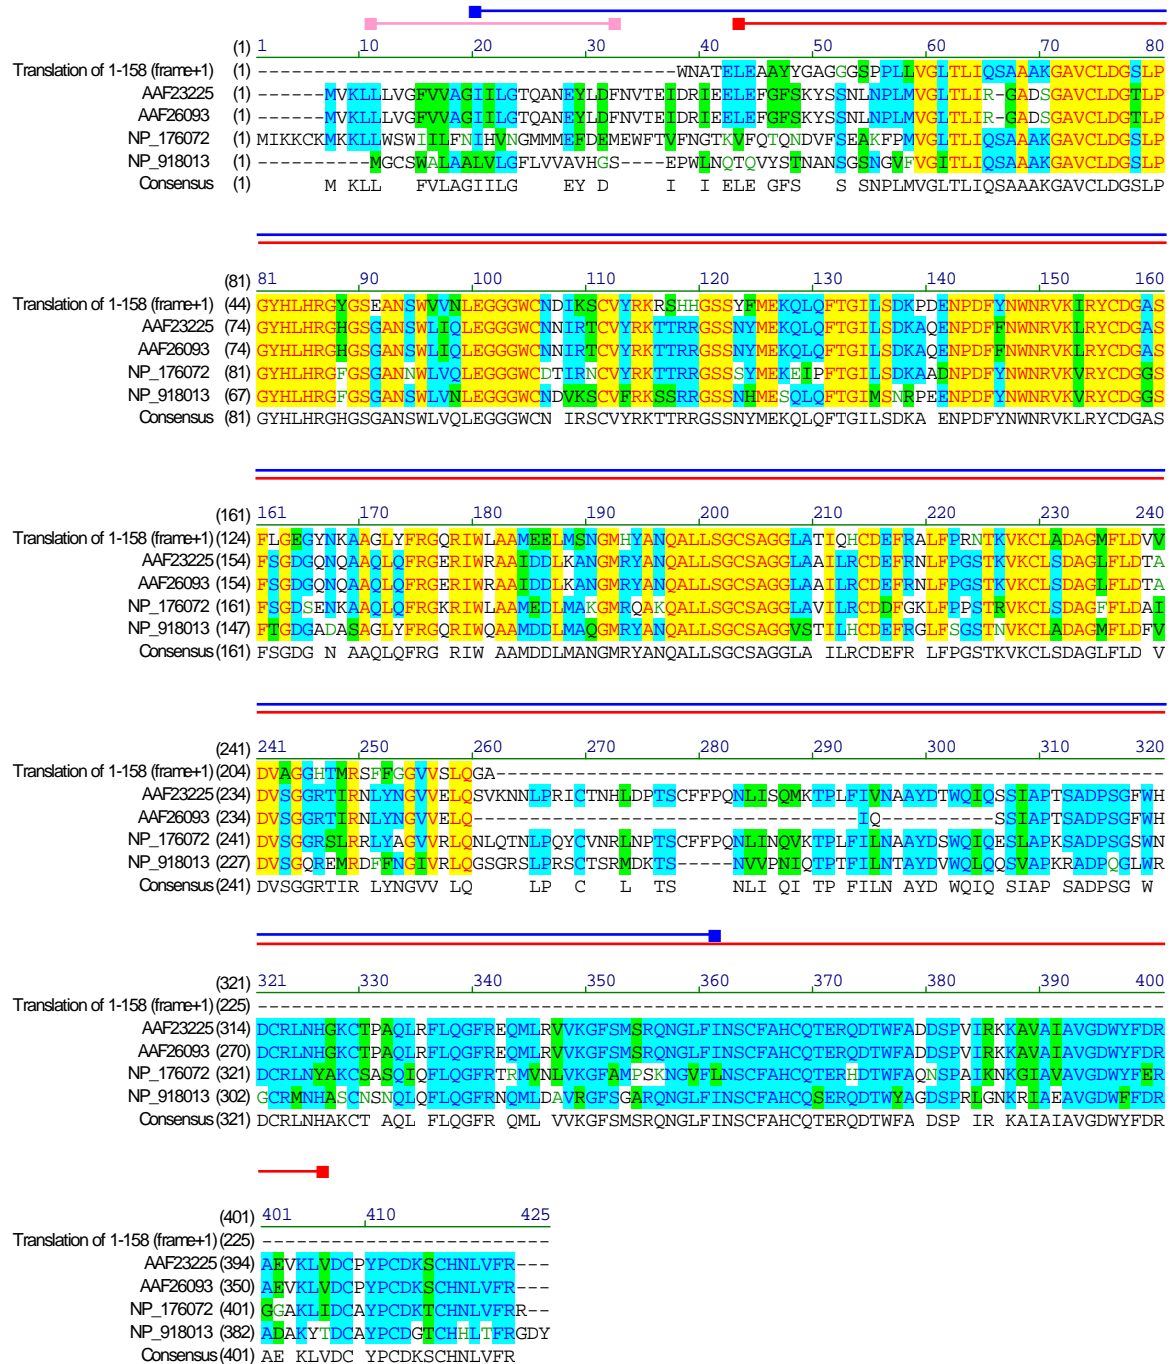 (1) 1 10 20 30 40 50 60 70 80
Translation of 1-158 (frame+1) (1) -------------------------------------WNATELEAAYYGAGGGSPPLLVGLTLIQSAAAKGAVCLDGSLP
AAF23225 (1) ------MVKLLLVGFVVAGIILGTQANEYLDFNVTEIDRIEELEFGFSKYSSNLNPLMVGLTLIR-GADSGAVCLDGTLP
AAF26093 (1) ------MVKLLLVGFVVAGIILGTQANEYLDFNVTEIDRIEELEFGFSKYSSNLNPLMVGLTLIR-GADSGAVCLDGTLP
NP_176072 (1) MIKKCKMKKLLWSWIILFNIHVNGMMMEFDEMEWFTVFNGTKVFQTQNDVFSEAKFPMVGLTLIQSAAAKGAVCLDGSLP
NP_918013 (1) ----------MGCSWALAALVLGFLVVAVHGS----EPWLNQTQVYSTNANSGSNGVFVGITLIQSAAAKGAVCLDGSLP
Consensus (1) M KLL FVLAGIILG EY D I I ELE GFS S SNPLMVGLTLIQSAAAKGAVCLDGSLP
(81) 81 90 100 110 120 130 140 150 160
Translation of 1-158 (frame+1) (44) GYHLHRGYGSEANSWVVNLEGGGWCNDIKSCVYRKRSHHGSSYFMEKQLQFTGILSDKPDENPDFYNWNRVKIRYCDGAS
AAF23225 (74) GYHLHRGHGSGANSWLIQLEGGGWCNNIRTCVYRKTTRRGSSNYMEKQLQFTGILSDKAQENPDFFNWNRVKLRYCDGAS
AAF26093 (74) GYHLHRGHGSGANSWLIQLEGGGWCNNIRTCVYRKTTRRGSSNYMEKQLQFTGILSDKAQENPDFFNWNRVKLRYCDGAS
NP_176072 (81) GYHLHRGFGSGANNWLVQLEGGGWCDTIRNCVYRKTTRRGSSSYMEKEIPFTGILSDKAADNPDFYNWNRVKVRYCDGGS
NP_918013 (67) GYHLHRGFGSGANSWLVNLEGGGWCNDVKSCVFRKSSRRGSSNHMESQLQFTGIMSNRPEENPDFYNWNRVKVRYCDGGS
Consensus (81) GYHLHRGHGSGANSWLVQLEGGGWCN IRSCVYRKTTRRGSSNYMEKQLQFTGILSDKA ENPDFYNWNRVKLRYCDGAS
(161) 161 170 180 190 200 210 220 230 240
Translation of 1-158 (frame+1) (124) FLGEGYNKAAGLYFRGQRIWLAAMEELMSNGMHYANQALLSGCSAGGLATIQHCDEFRALFPRNTKVKCLADAGMFLDVV
AAF23225 (154) FSGDGQNQAAQLQFRGERIWRAAIDDLKANGMRYANQALLSGCSAGGLAAILRCDEFRNLFPGSTKVKCLSDAGLFLDTA
AAF26093 (154) FSGDGQNQAAQLQFRGERIWRAAIDDLKANGMRYANQALLSGCSAGGLAAILRCDEFRNLFPGSTKVKCLSDAGLFLDTA
NP_176072 (161) FSGDSENKAAQLQFRGKRIWLAAMEDLMAKGMRQAKQALLSGCSAGGLAVILRCDDFGKLFPPSTRVKCLSDAGFFLDAI
NP_918013 (147) FTGDGADASAGLYFRGQRIWQAAMDDLMAQGMRYANQALLSGCSAGGVSTILHCDEFRGLFSGSTNVKCLADAGMFLDFV
Consensus (161) FSGDG N AAQLQFRG RIW AAMDDLMANGMRYANQALLSGCSAGGLA ILRCDEFR LFPGSTKVKCLSDAGLFLD V
(241) 241 250 260 270 280 290 300 310 320
Translation of 1-158 (frame+1) (204) DVAGGHTMRSFFGGVVSLQGA-----------------------------------------------------------
AAF23225 (234) DVSGGRTIRNLYNGVVELQSVKNNLPRICTNHLDPTSCFFPQNLISQMKTPLFIVNAAYDTWQIQSSIAPTSADPSGFWH
AAF26093 (234) DVSGGRTIRNLYNGVVELQ----------------------------------IQ----------SSIAPTSADPSGFWH
NP_176072 (241) DVSGGRSLRRLYAGVVRLQNLQTNLPQYCVNRLNPTSCFFPQNLINQVKTPLFILNAAYDSWQIQESLAPKSADPSGSWN
NP_918013 (227) DVSGQREMRDFFNGIVRLQGSGRSLPRSCTSRMDKTS-----NVVPNIQTPTFILNTAYDVWQLQQSVAPKRADPQGLWR
Consensus (241) DVSGGRTIR LYNGVV LQ LP C L TS NLI QI TP FILN AYD WQIQ SIAP SADPSG W
(321) 321 330 340 350 360 370 380 390 400
Translation of 1-158 (frame+1) (225) --------------------------------------------------------------------------------
AAF23225 (314) DCRLNHGKCTPAQLRFLQGFREQMLRVVKGFSMSRQNGLFINSCFAHCQTERQDTWFADDSPVIRKKAVAIAVGDWYFDR
AAF26093 (270) DCRLNHGKCTPAQLRFLQGFREQMLRVVKGFSMSRQNGLFINSCFAHCQTERQDTWFADDSPVIRKKAVAIAVGDWYFDR
NP_176072 (321) DCRLNYAKCSASQIQFLQGFRTRMVNLVKGFAMPSKNGVFLNSCFAHCQTERHDTWFAQNSPAIKNKGIAVAVGDWYFER
NP_918013 (302) GCRMNHASCNSNQLQFLQGFRNQMLDAVRGFSGARQNGLFINSCFAHCQSERQDTWYAGDSPRLGNKRIAEAVGDWFFDR
Consensus (321) DCRLNHAKCT AQL FLQGFR QML VVKGFSMSRQNGLFINSCFAHCQTERQDTWFA DSP IR KAIAIAVGDWYFDR
(401) 401 410 425
Translation of 1-158 (frame+1) (225) -------------------------
AAF23225 (394) AEVKLVDCPYPCDKSCHNLVFR---
AAF26093 (350) AEVKLVDCPYPCDKSCHNLVFR---
NP_176072 (401) GGAKLIDCAYPCDKTCHNLVFRR--
NP_918013 (382) ADAKYTDCAYPCDGTCHHLTFRGDY
Consensus (401) AE KLVDC YPCDKSCHNLVFR